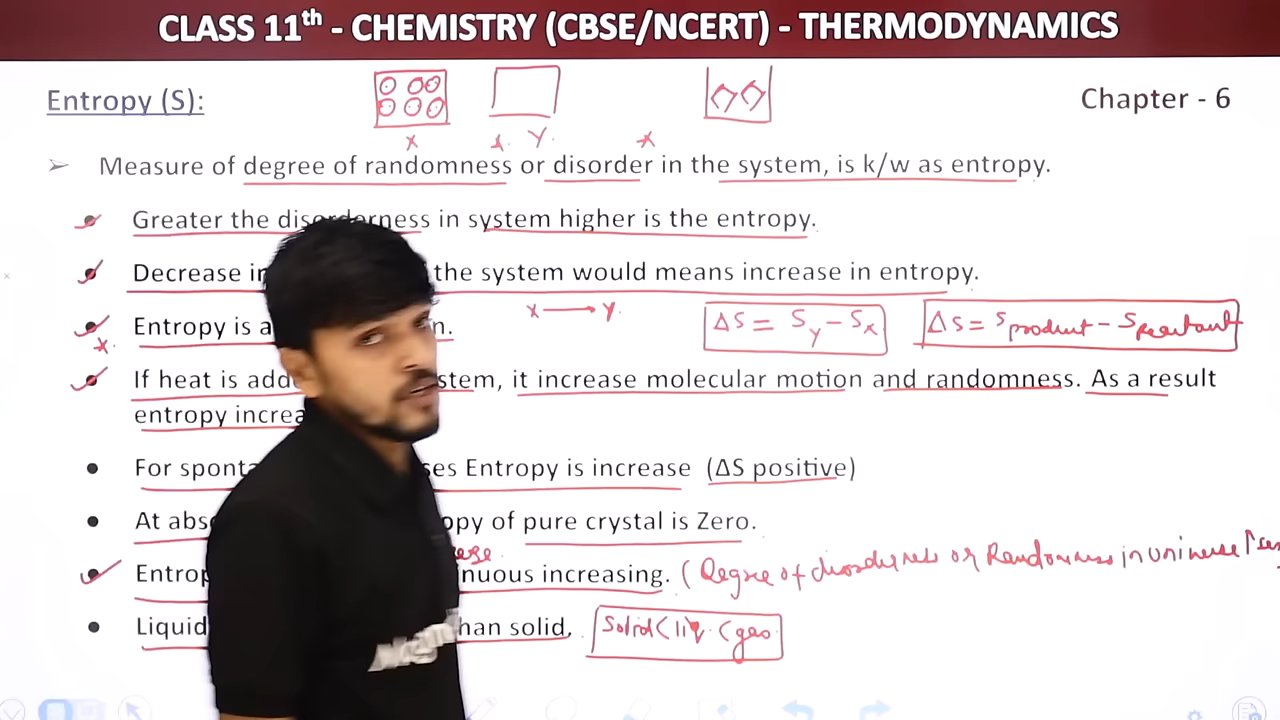 CLASS 11th - CHEMISTRY (CBSE/NCERT) - THERMODYNAMICS
Entropy (S):
Chapter - 6
X Y
Measure of degree of randomness or disorder in the system, is k/w as entropy.
Greater the disorderness in system higher is the entropy.
Decrease in the system would means increase in entropy.
X → Y
Entropy is a
ΔS = Sy - Sx
ΔS = Sproduct - Sreactant
If heat is added stem, it increase molecular motion and randomness. As a result
entropy increa
For sponta ses Entropy is increase (ΔS positive)
At abs opy of pure crystal is Zero.
Entrop nuous increasing. (Degree of disorderness or Randomness in universe
Liquid han solid, Solid < liq. < gas